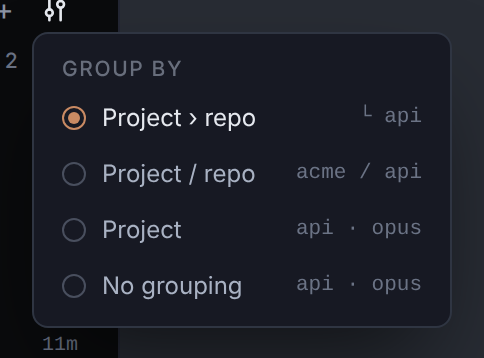 +
2
GROUP BY
Project › repo └ api
Project / repo acme / api
Project api · opus
No grouping api · opus
11m